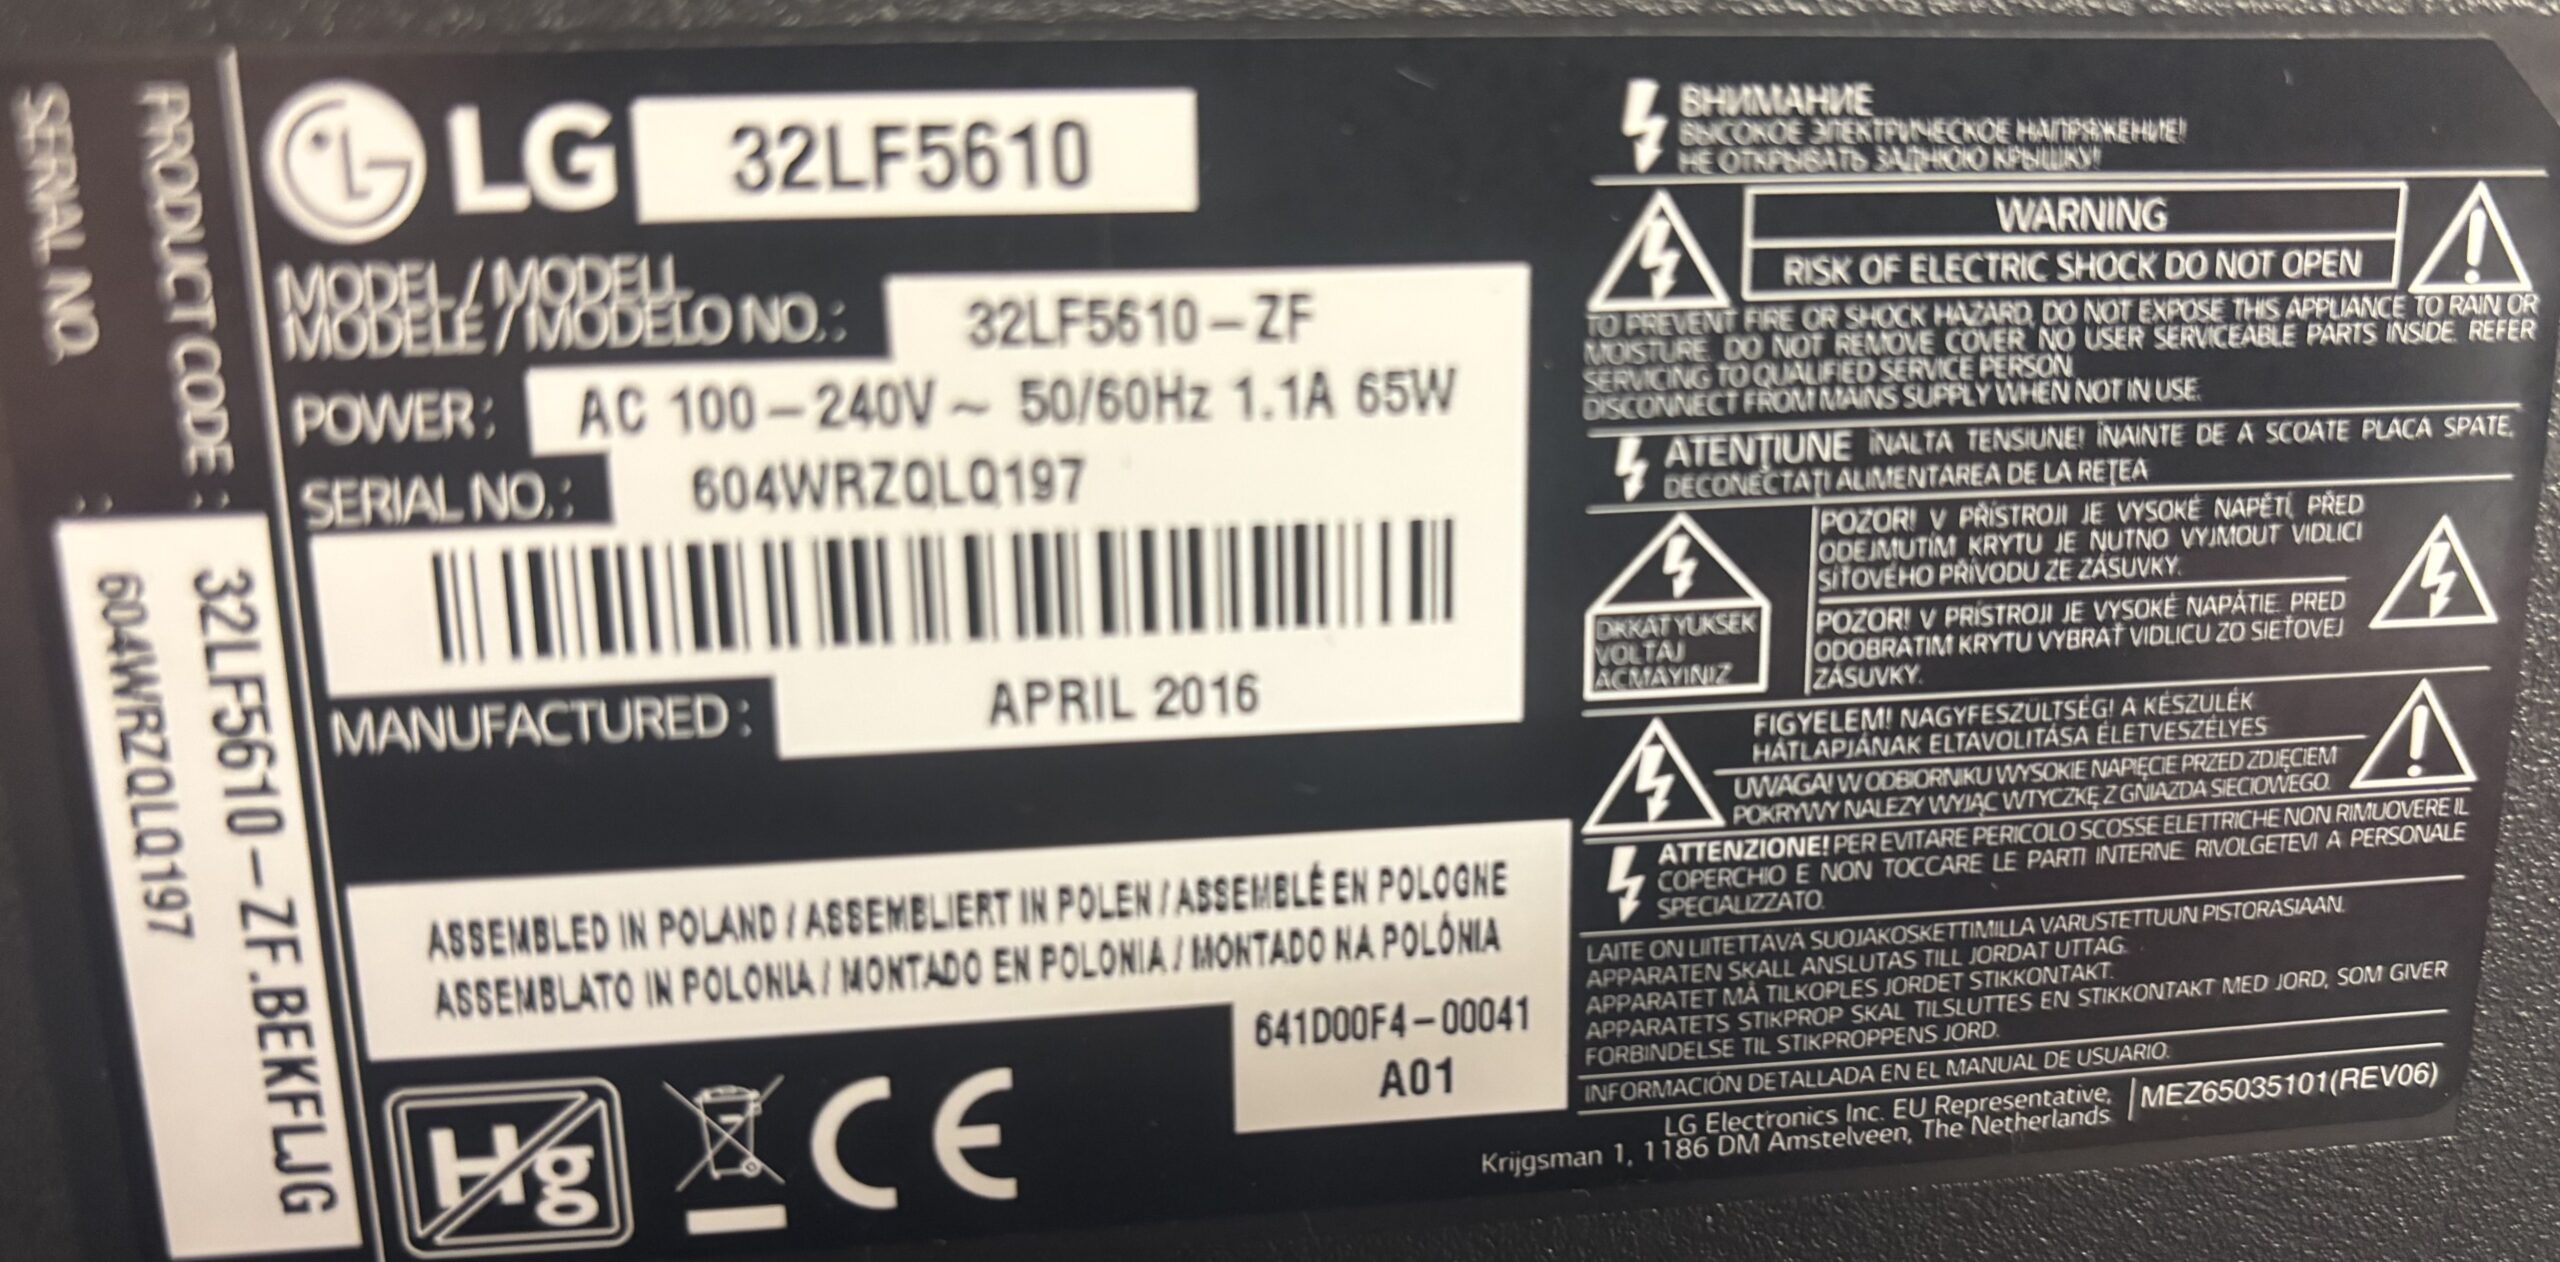 PRODUCT CODE : 32LF5610-ZF.BEKFLJG
SERIAL NO. : 604WRZQLQ197
LG 32LF5610
MODEL / MODELL
MODÈLE / MODELO NO. : 32LF5610-ZF
POWER : AC 100-240V ~ 50/60Hz 1.1A 65W
SERIAL NO. : 604WRZQLQ197
MANUFACTURED : APRIL 2016
ASSEMBLED IN POLAND / ASSEMBLIERT IN POLEN / ASSEMBLÉ EN POLOGNE
ASSEMBLATO IN POLONIA / MONTADO EN POLONIA / MONTADO NA POLÓNIA
641D00F4-00041
A01
Hg
CE
ВНИМАНИЕ
ВЫСОКОЕ ЭЛЕКТРИЧЕСКОЕ НАПРЯЖЕНИЕ!
НЕ ОТКРЫВАТЬ ЗАДНЮЮ КРЫШКУ!
WARNING
RISK OF ELECTRIC SHOCK DO NOT OPEN
TO PREVENT FIRE OR SHOCK HAZARD, DO NOT EXPOSE THIS APPLIANCE TO RAIN OR
MOISTURE. DO NOT REMOVE COVER. NO USER SERVICEABLE PARTS INSIDE. REFER
SERVICING TO QUALIFIED SERVICE PERSON.
DISCONNECT FROM MAINS SUPPLY WHEN NOT IN USE.
ATENȚIUNE ÎNALTA TENSIUNE! ÎNAINTE DE A SCOATE PLACA SPATE,
DECONECTAȚI ALIMENTAREA DE LA REȚEA
DIKKAT YUKSEK
VOLTAJ
ACMAYINIZ
POZOR! V PŘÍSTROJI JE VYSOKÉ NAPĚTÍ, PŘED
ODEJMUTÍM KRYTU JE NUTNO VYJMOUT VIDLICI
SÍŤOVÉHO PŘÍVODU ZE ZÁSUVKY.
POZOR! V PRÍSTROJI JE VYSOKÉ NAPÄTIE. PRED
ODOBRATIM KRYTU VYBRAŤ VIDLICU ZO SIEŤOVEJ
ZÁSUVKY.
FIGYELEM! NAGYFESZÜLTSÉG! A KÉSZÜLÉK
HÁTLAPJÁNAK ELTAVOLITÁSA ÉLETVESZÉLYES
UWAGA! W ODBIORNIKU WYSOKIE NAPIĘCIE PRZED ZDJĘCIEM
POKRYWY NALEZY WYJĄC WTYCZKĘ Z GNIAZDA SIECIOWEGO.
ATTENZIONE! PER EVITARE PERICOLO SCOSSE ELETTRICHE NON RIMUOVERE IL
COPERCHIO E NON TOCCARE LE PARTI INTERNE. RIVOLGETEVI A PERSONALE
SPECIALIZZATO.
LAITE ON LIITETTAVÄ SUOJAKOSKETTIMILLA VARUSTETTUUN PISTORASIAAN.
APPARATEN SKALL ANSLUTAS TILL JORDAT UTTAG.
APPARATET MÅ TILKOPLES JORDET STIKKONTAKT.
APPARATETS STIKPROP SKAL TILSLUTTES EN STIKKONTAKT MED JORD, SOM GIVER
FORBINDELSE TIL STIKPROPPENS JORD.
INFORMACIÓN DETALLADA EN EL MANUAL DE USUARIO.
LG Electronics Inc. EU Representative,
Krijgsman 1, 1186 DM Amstelveen, The Netherlands
MEZ65035101(REV06)